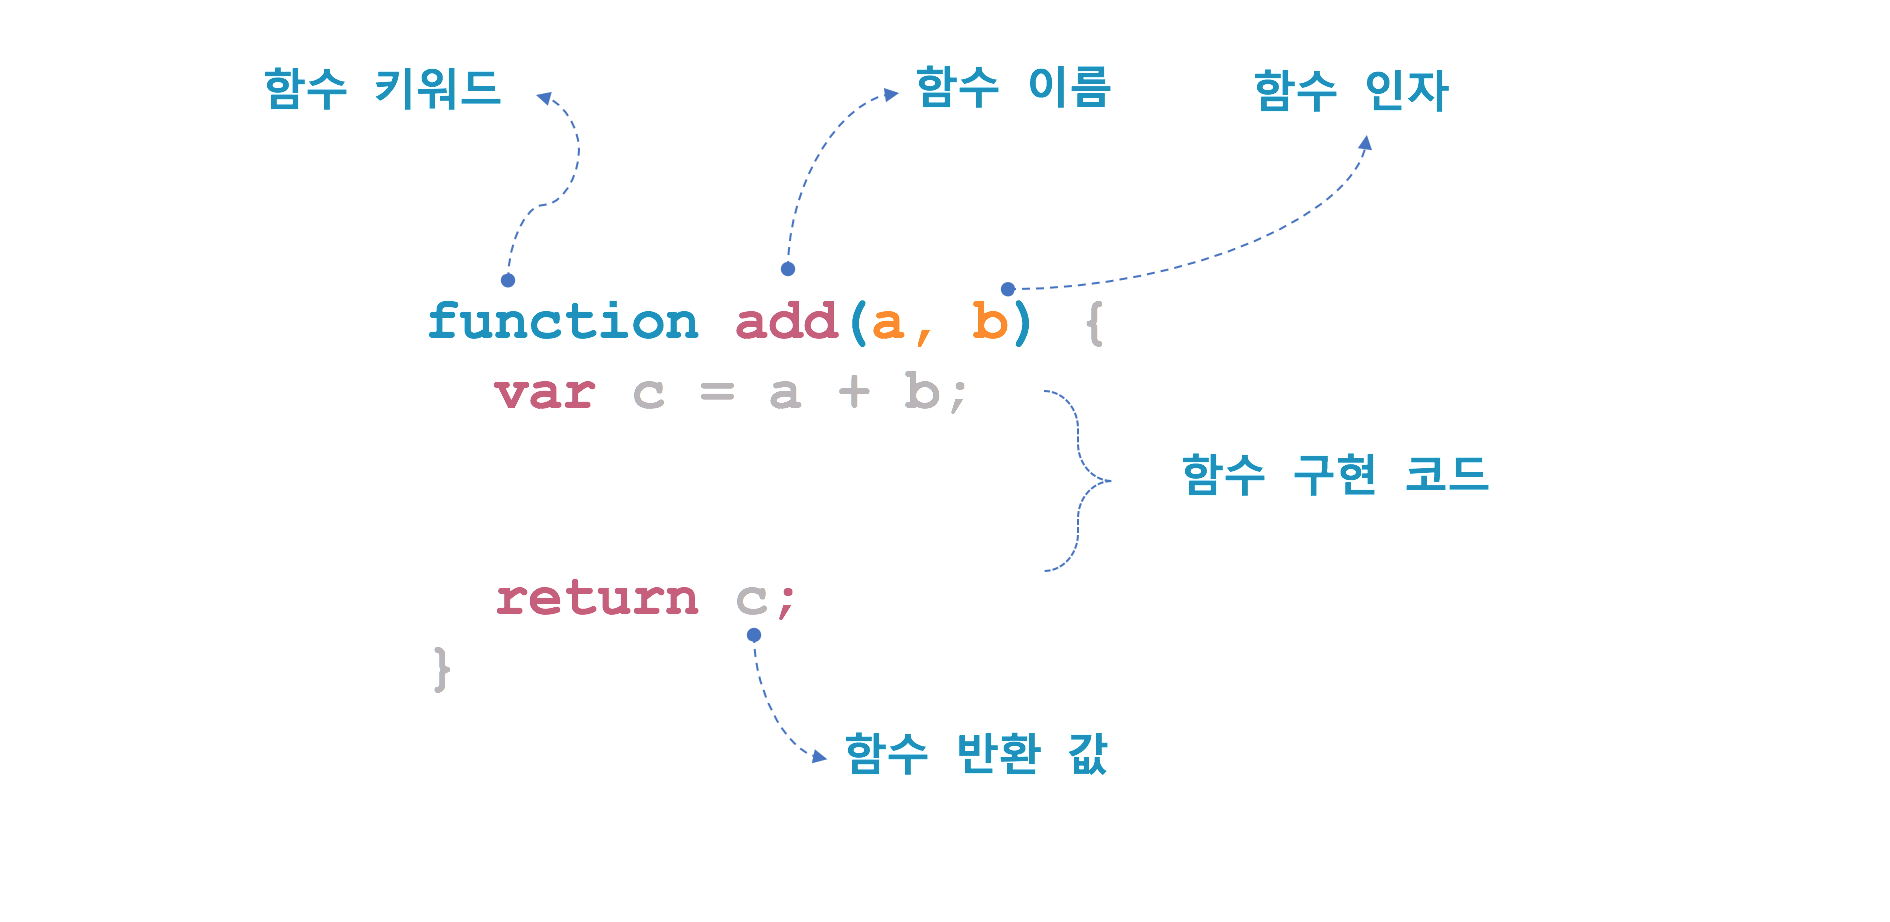 함수 키워드
함수 이름
함수 인자
function add(a, b) {
var c = a + b;
함수 구현 코드
return c;
}
함수 반환 값